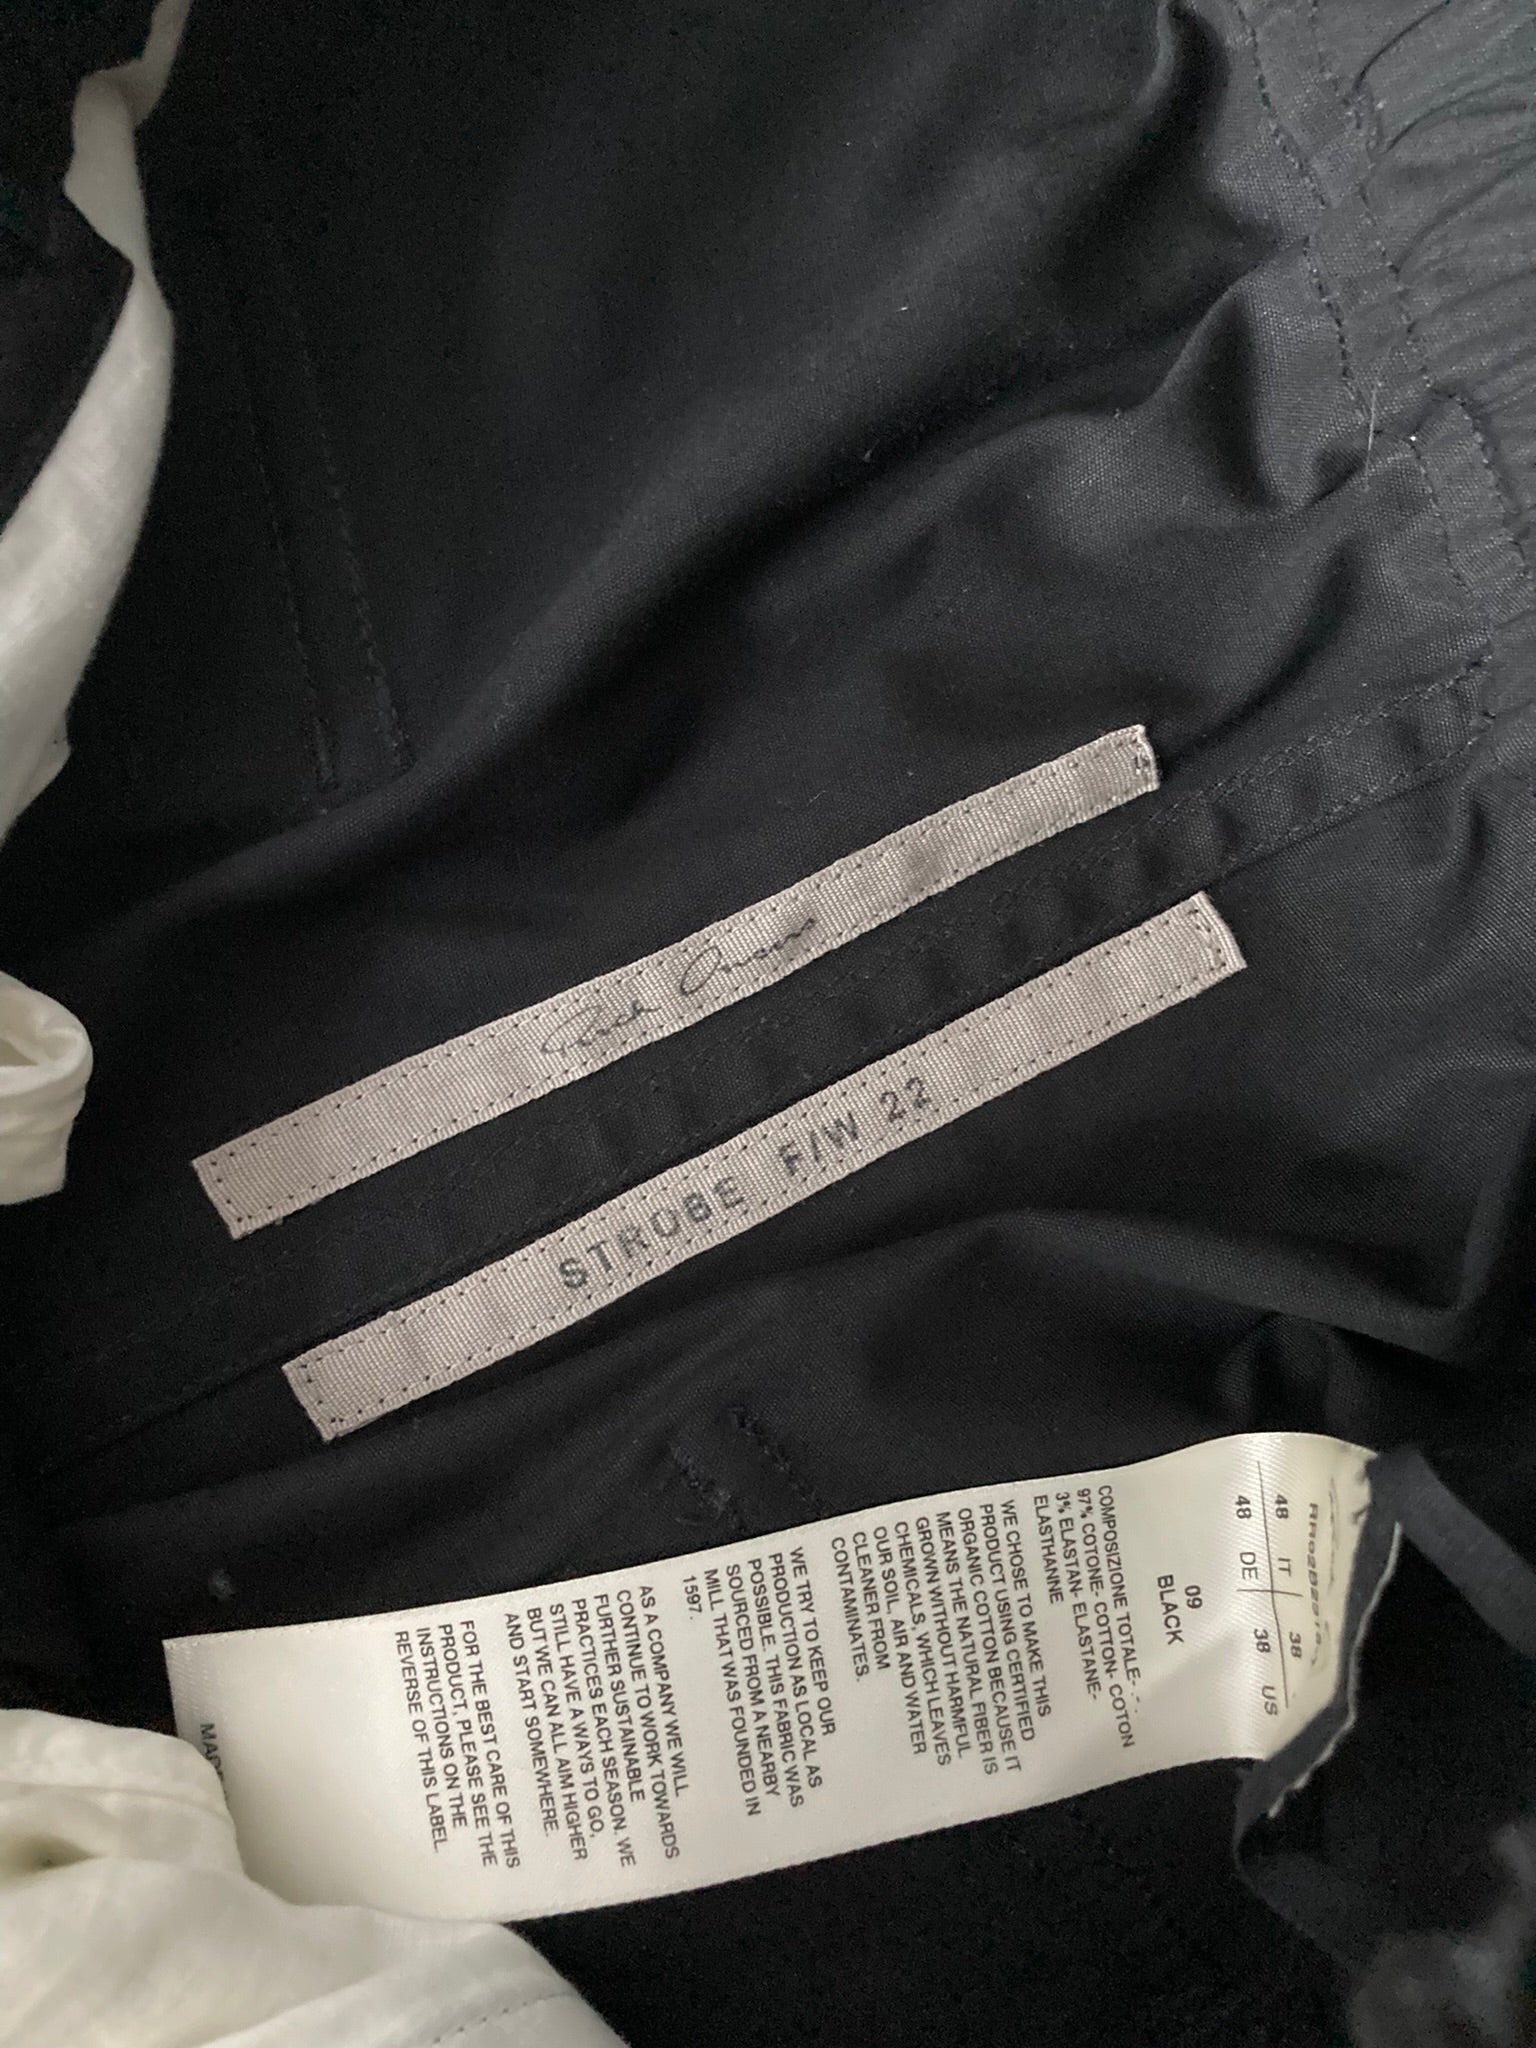 Rick Owens
STROBE F/W 22
48 IT 38
48 DE 38 US
09
BLACK
COMPOSIZIONE TOTALE- -
97% COTONE- COTTON- COTON
3% ELASTAN- ELASTANE-
ELASTHANNE
WE CHOSE TO MAKE THIS
PRODUCT USING CERTIFIED
ORGANIC COTTON BECAUSE IT
MEANS THE NATURAL FIBER IS
GROWN WITHOUT HARMFUL
CHEMICALS, WHICH LEAVES
OUR SOIL, AIR AND WATER
CLEANER FROM
CONTAMINATES.
WE TRY TO KEEP OUR
PRODUCTION AS LOCAL AS
POSSIBLE. THIS FABRIC WAS
SOURCED FROM A NEARBY
MILL THAT WAS FOUNDED IN
1597.
AS A COMPANY WE WILL
CONTINUE TO WORK TOWARDS
FURTHER SUSTAINABLE
PRACTICES EACH SEASON. WE
STILL HAVE A WAYS TO GO,
BUT WE CAN ALL AIM HIGHER
AND START SOMEWHERE.
FOR THE BEST CARE OF THIS
PRODUCT, PLEASE SEE THE
INSTRUCTIONS ON THE
REVERSE OF THIS LABEL.